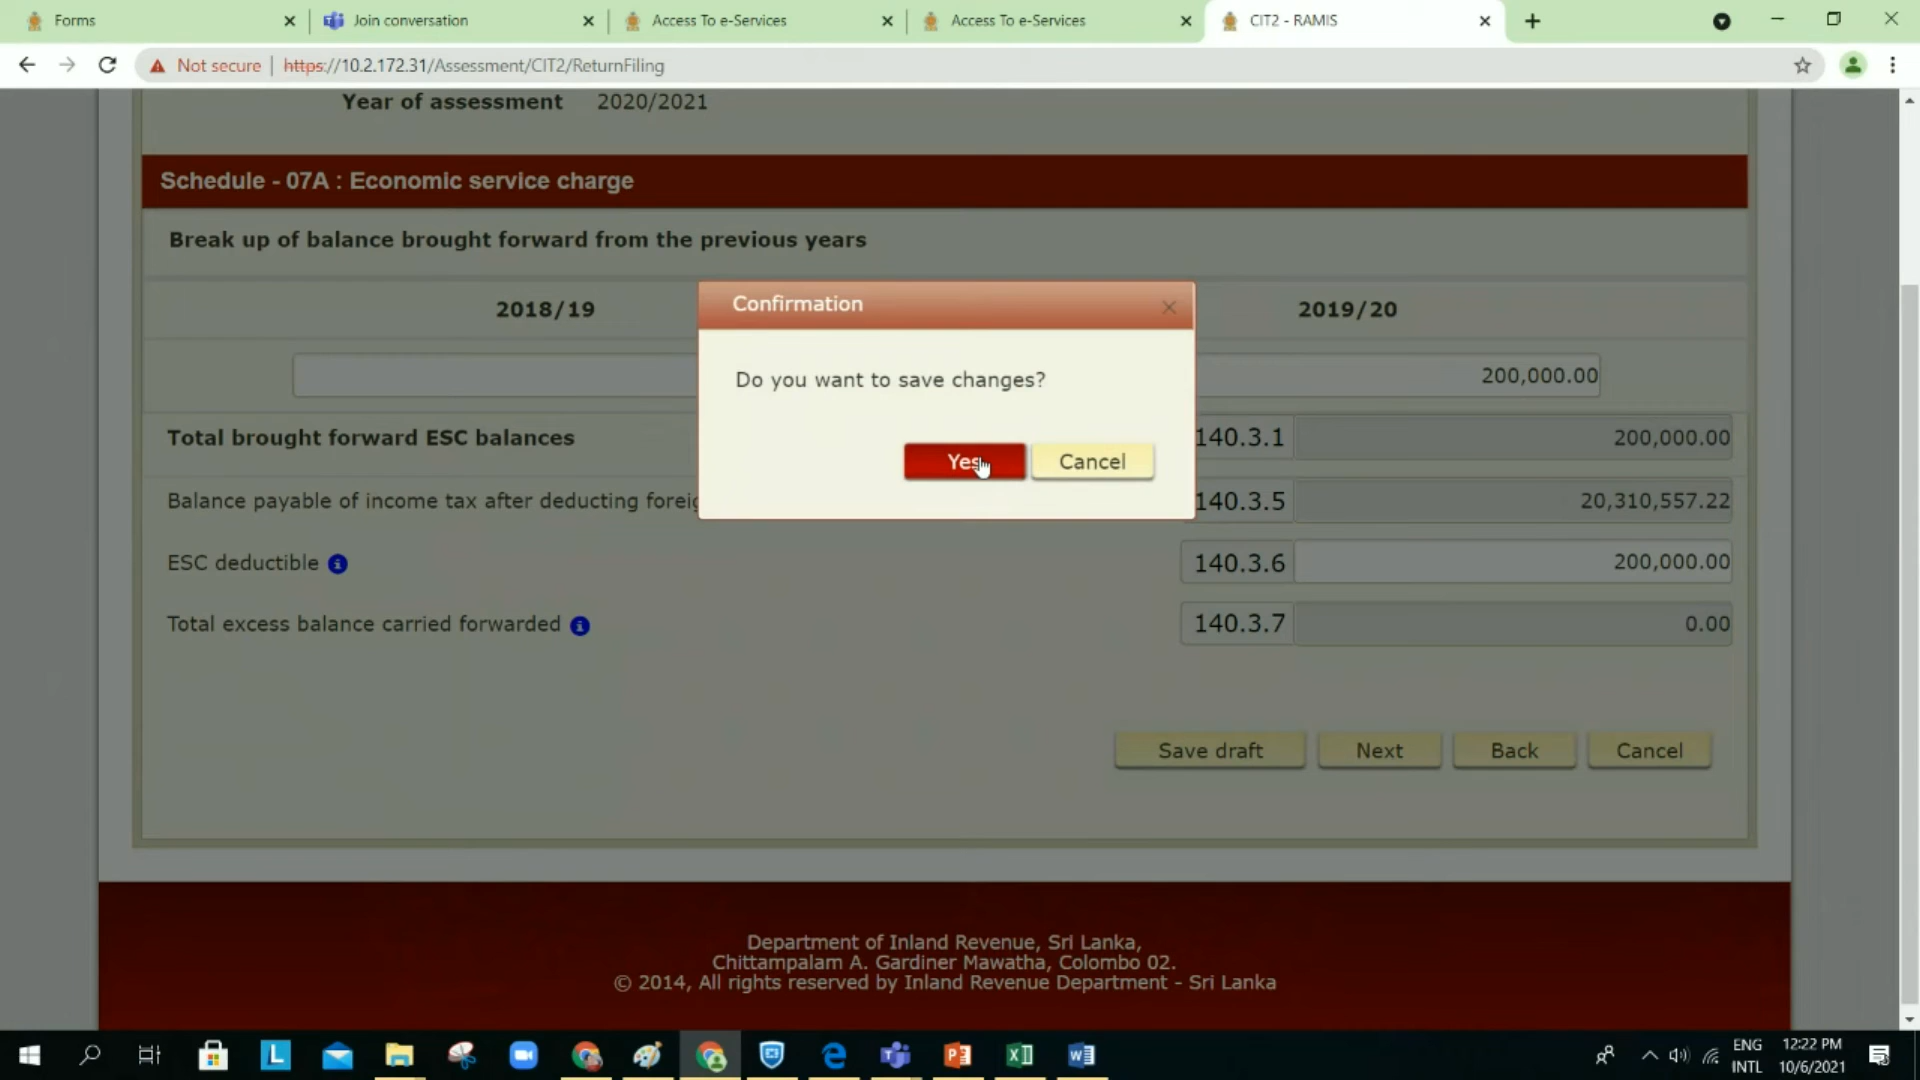 Forms
Join conversation
Access To e-Services
Access To e-Services
CIT2 - RAMIS
Not secure | https://10.2.172.31/Assessment/CIT2/ReturnFiling
Year of assessment 2020/2021
Schedule - 07A : Economic service charge
Break up of balance brought forward from the previous years
2018/19 2019/20
200,000.00
Confirmation
Do you want to save changes?
Yes Cancel
Total brought forward ESC balances 140.3.1 200,000.00
Balance payable of income tax after deducting 140.3.5 20,310,557.22
ESC deductible 140.3.6 200,000.00
Total excess balance carried forwarded 140.3.7 0.00
Save draft Next Back Cancel
Department of Inland Revenue, Sri Lanka,
Chittampalam A. Gardiner Mawatha, Colombo 02.
© 2014, All rights reserved by Inland Revenue Department - Sri Lanka
ENG 12:22 PM
INTL 10/6/2021